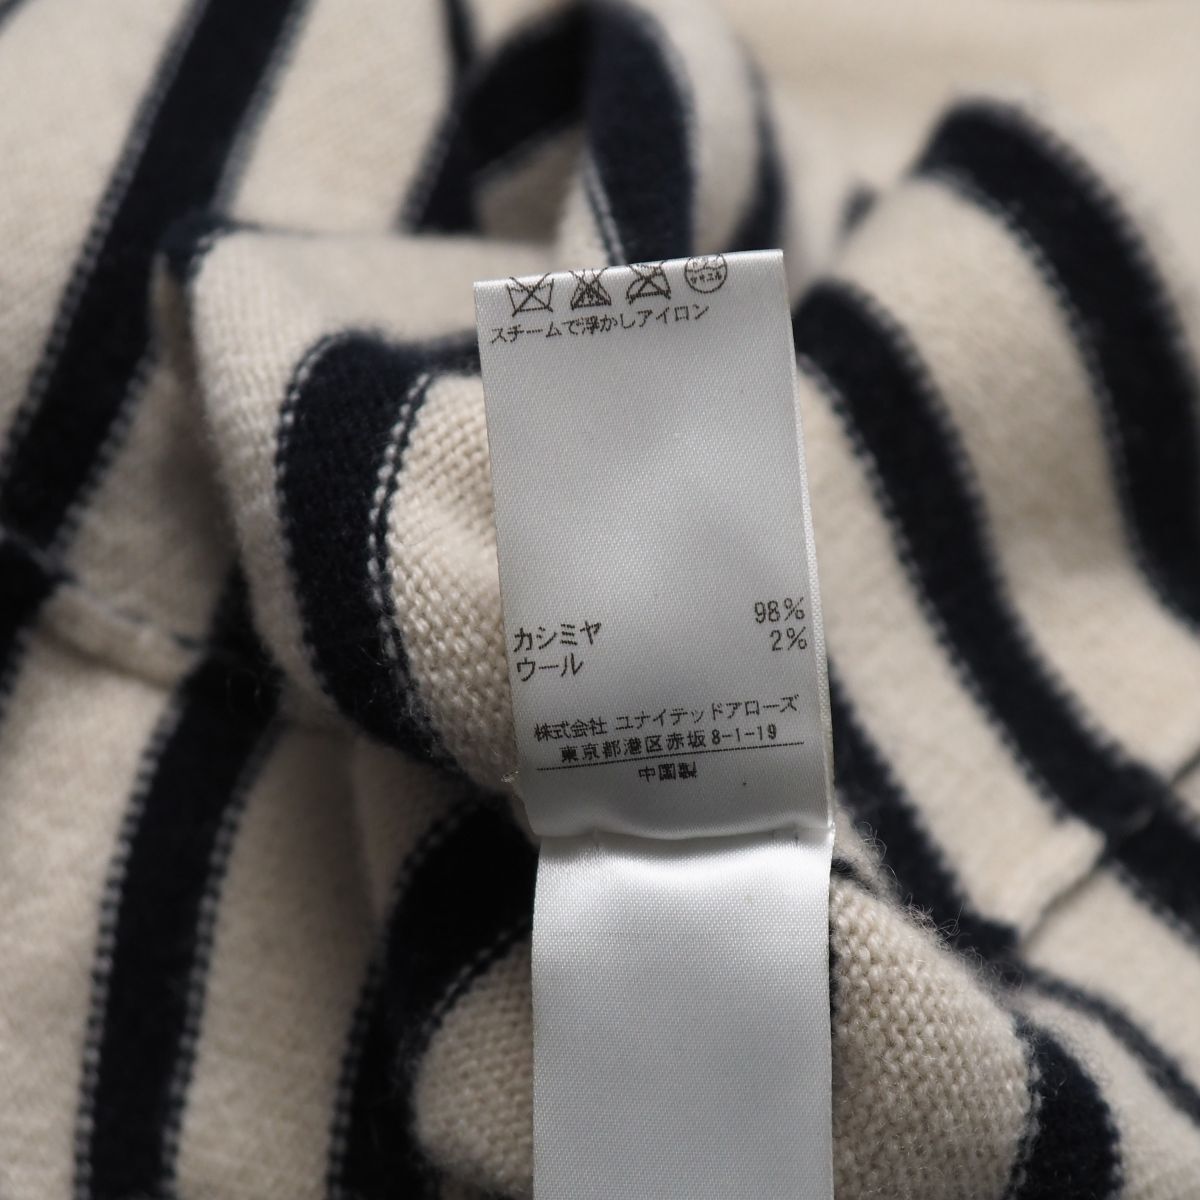 スチームで浮かしアイロン
カシミヤ 98%
ウール 2%
株式会社 ユナイテッドアローズ
東京都港区赤坂8-1-19
中国製